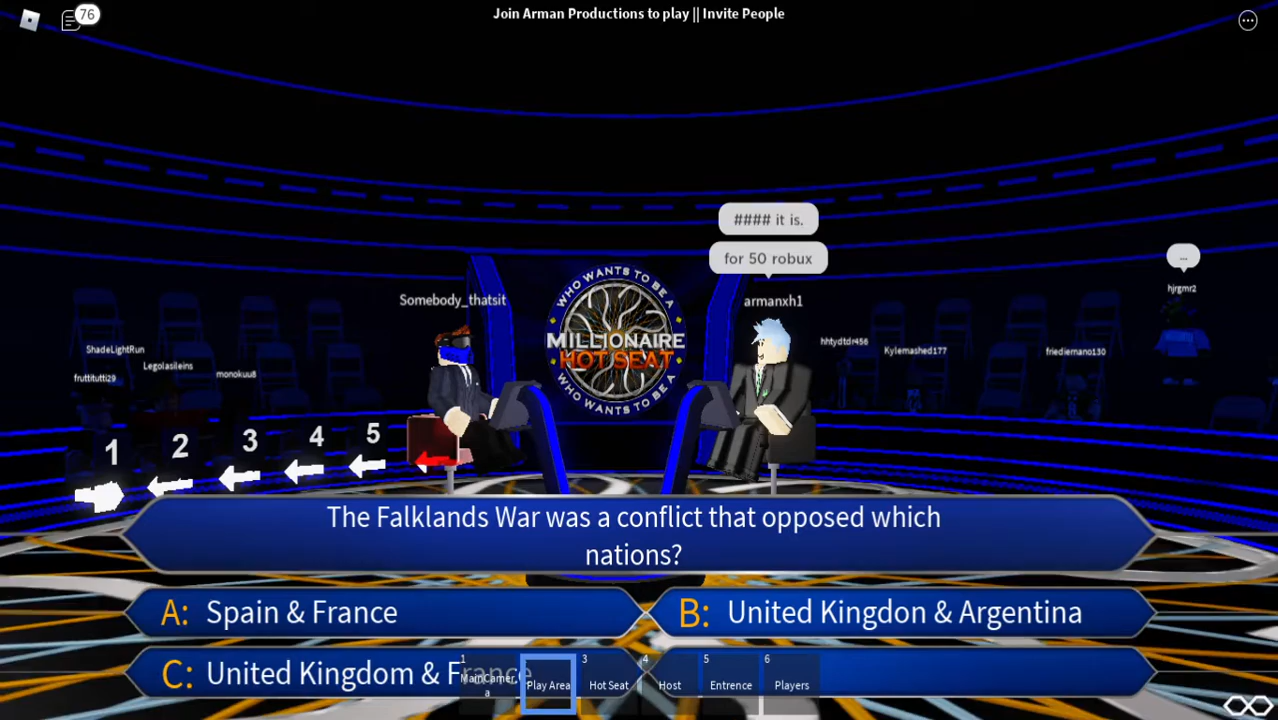 76
Join Arman Productions to play || Invite People
#### it is.
for 50 robux
...
hjrgmr2
Somebody_thatsit
armanxh1
WHO WANTS TO BE A
MILLIONAIRE
HOT SEAT
WHO WANTS TO BE A
ShadeLightRun
Legolasileins
fruttitutti29
monokuu8
hhtydtdr456
Kylemashed177
friediemano130
1
2
3
4
5
The Falklands War was a conflict that opposed which
nations?
A: Spain & France
B: United Kingdon & Argentina
C: United Kingdom & France
1
MainCamer
a
Play Area
3
Hot Seat
4
Host
5
Entrence
6
Players